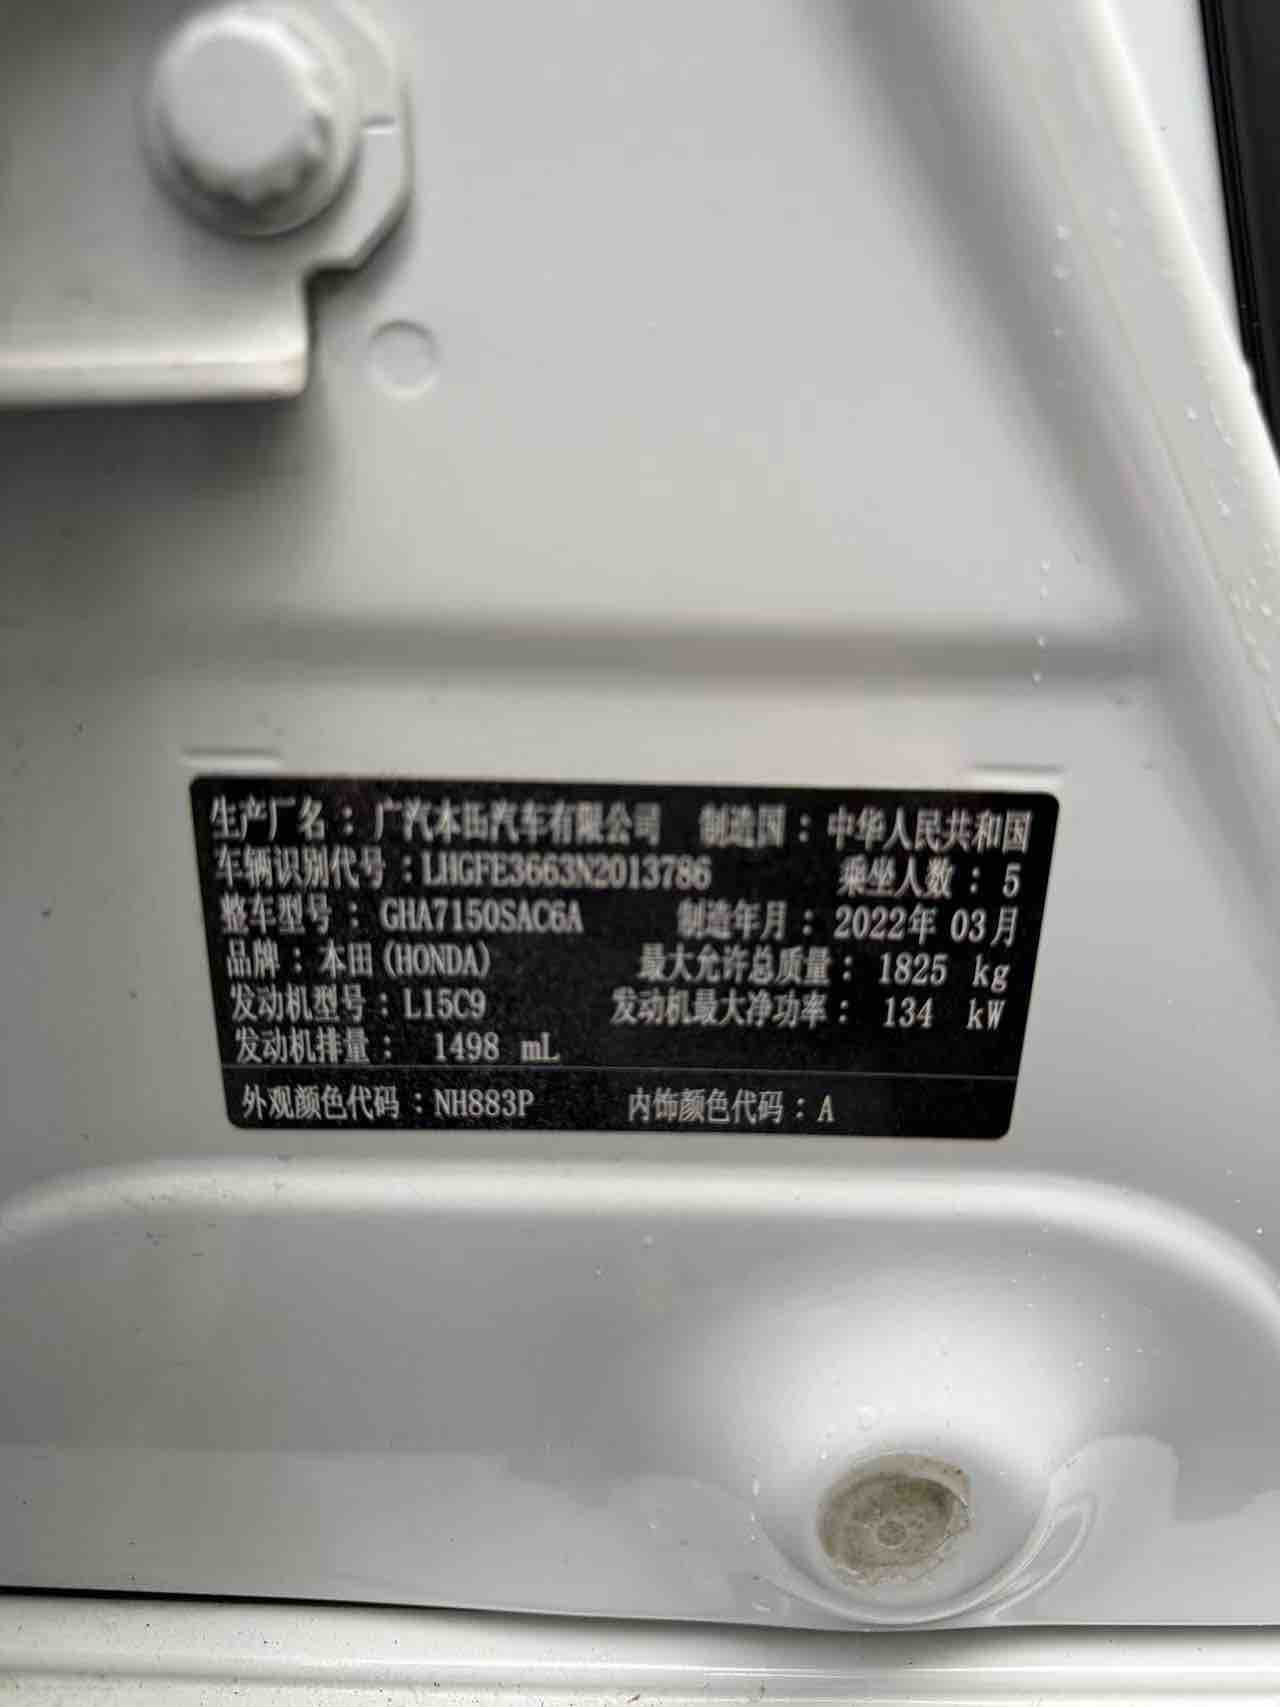 生产厂名：广汽本田汽车有限公司 制造国：中华人民共和国
车辆识别代号：LHGFE3663N2013786 乘坐人数：5
整车型号：GHA7150SAC6A 制造年月：2022年 03月
品牌：本田(HONDA) 最大允许总质量：1825 kg
发动机型号：L15C9 发动机最大净功率：134 kW
发动机排量：1498 mL
外观颜色代码：NH883P 内饰颜色代码：A